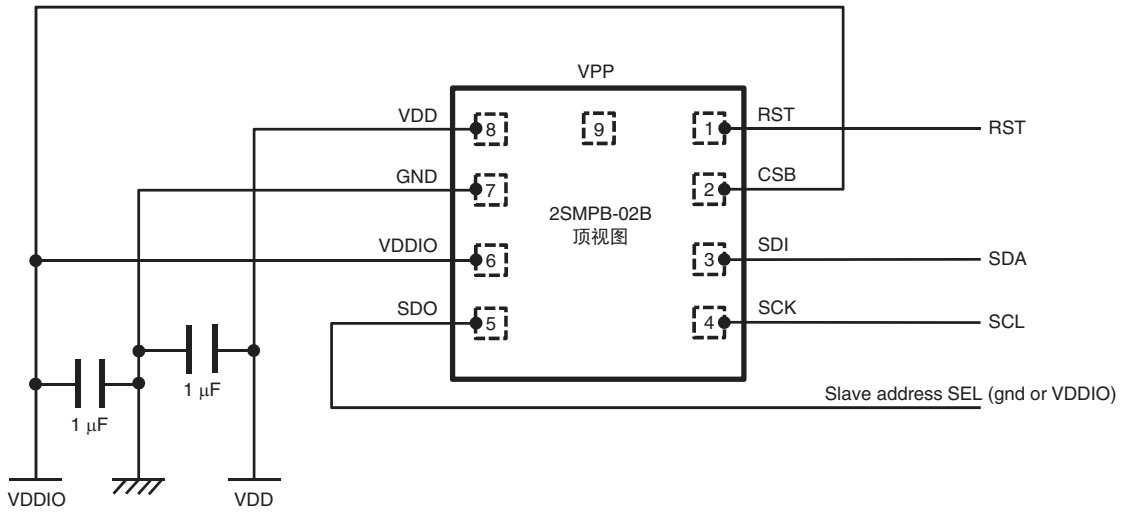 VPP
VDD
8
9
1
RST
RST
GND
7
2
CSB
2SMPB-02B
顶视图
VDDIO
6
3
SDI
SDA
SDO
5
4
SCK
SCL
1 μF
Slave address SEL (gnd or VDDIO)
1 μF
VDDIO
VDD